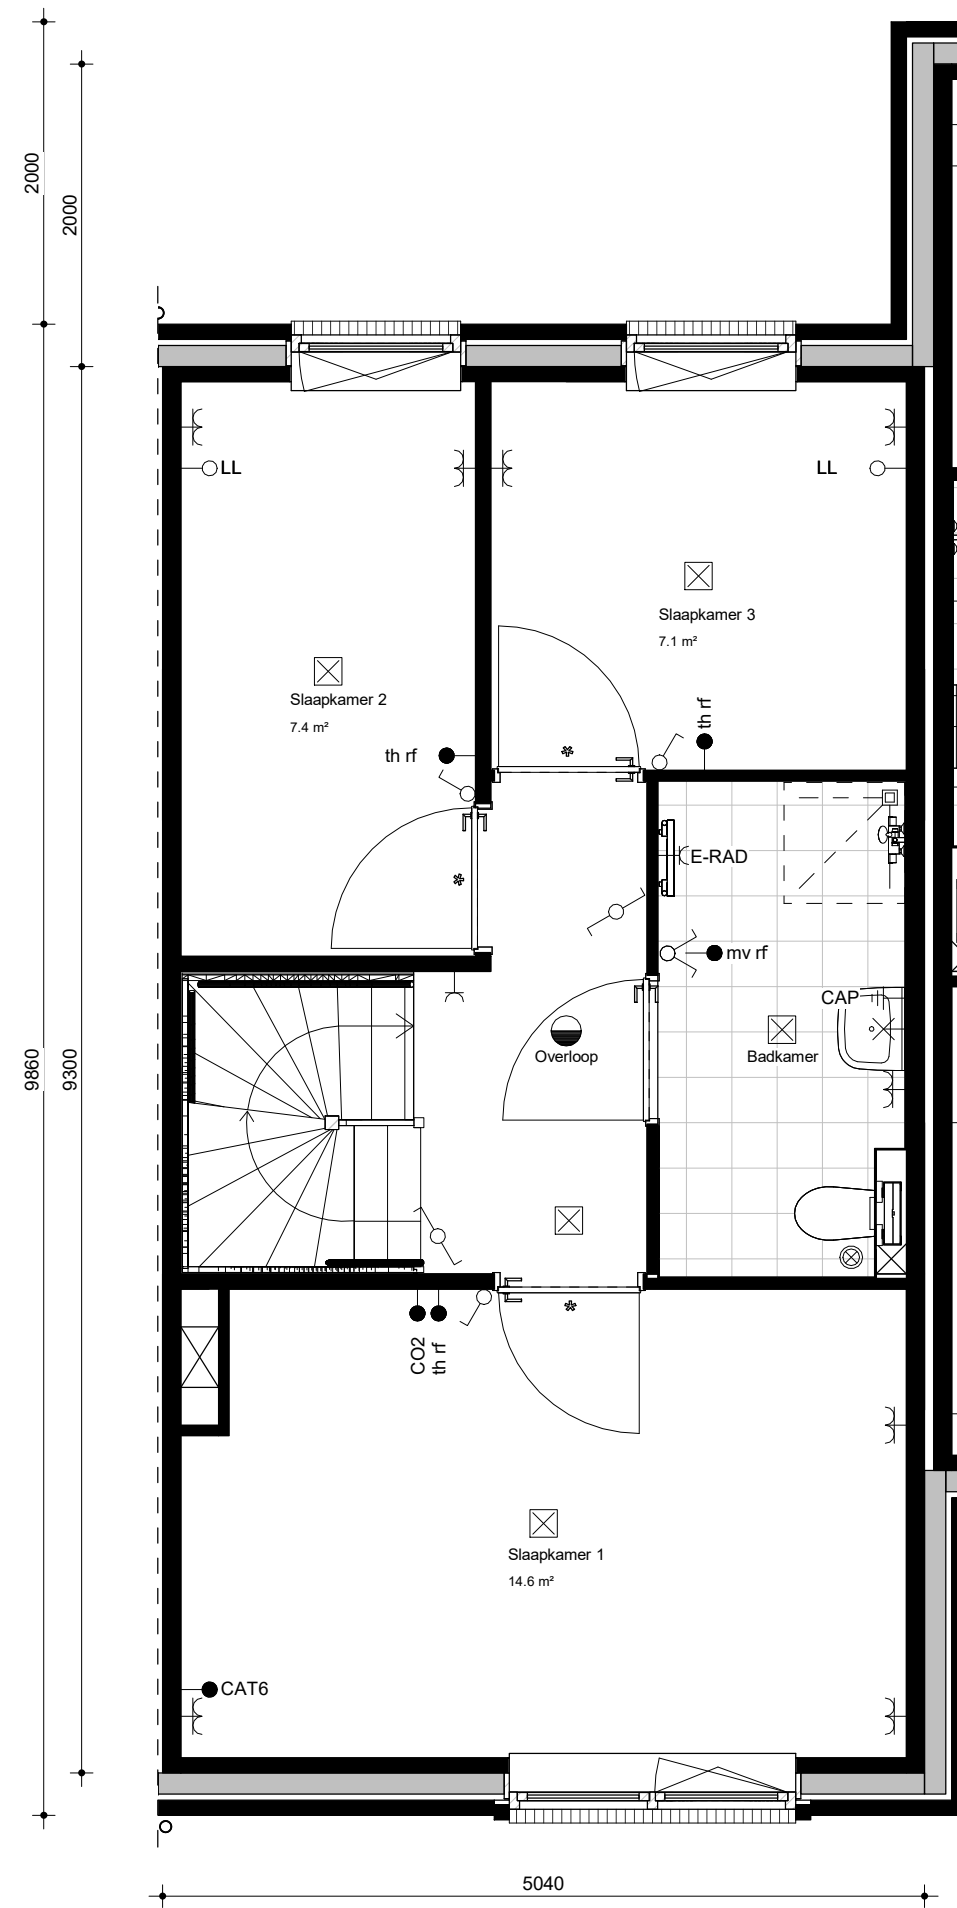 2000
2000
LL
LL
Slaapkamer 3
7.1 m²
Slaapkamer 2
7.4 m²
th rf
th rf
*
E-RAD
*
mv rf
CAP
Overloop
Badkamer
9860
9300
*
CO2
th rf
Slaapkamer 1
14.6 m²
CAT6
5040